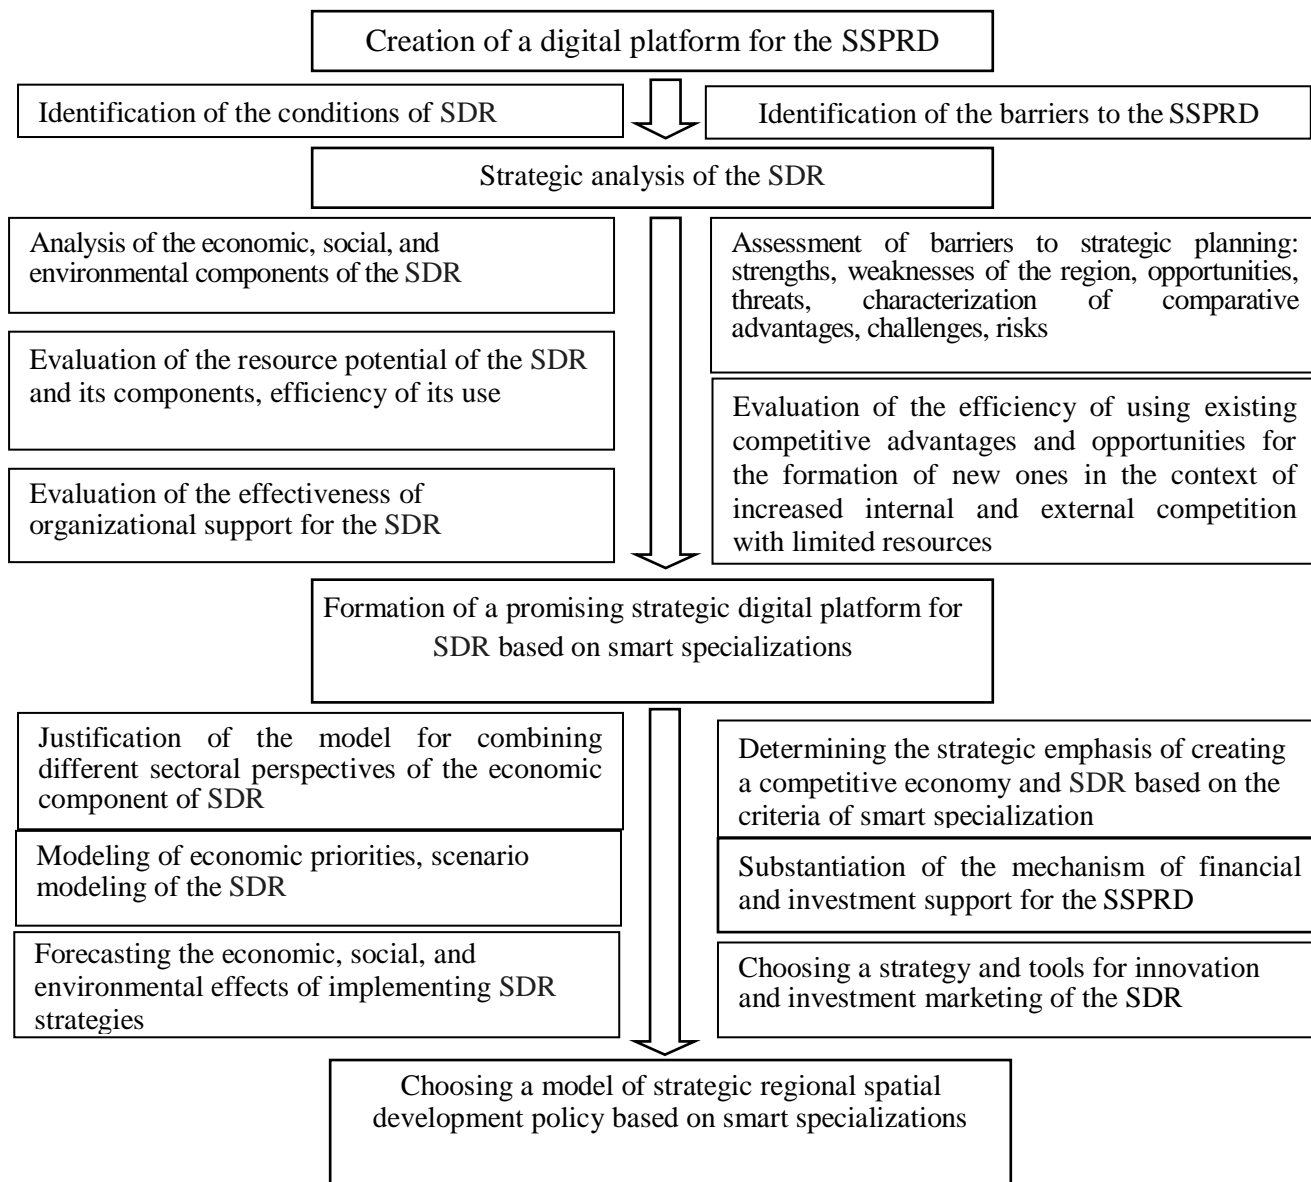 Creation of a digital platform for the SSPRD
Identification of the conditions of SDR
Identification of the barriers to the SSPRD
Strategic analysis of the SDR
Analysis of the economic, social, and
environmental components of the SDR
Evaluation of the resource potential of the SDR
and its components, efficiency of its use
Evaluation of the effectiveness of
organizational support for the SDR
Assessment of barriers to strategic planning:
strengths, weaknesses of the region, opportunities,
threats, characterization of comparative
advantages, challenges, risks
Evaluation of the efficiency of using existing
competitive advantages and opportunities for
the formation of new ones in the context of
increased internal and external competition
with limited resources
Formation of a promising strategic digital platform for
SDR based on smart specializations
Justification of the model for combining
different sectoral perspectives of the economic
component of SDR
Modeling of economic priorities, scenario
modeling of the SDR
Forecasting the economic, social, and
environmental effects of implementing SDR
strategies
Determining the strategic emphasis of creating
a competitive economy and SDR based on the
criteria of smart specialization
Substantiation of the mechanism of financial
and investment support for the SSPRD
Choosing a strategy and tools for innovation
and investment marketing of the SDR
Choosing a model of strategic regional spatial
development policy based on smart specializations